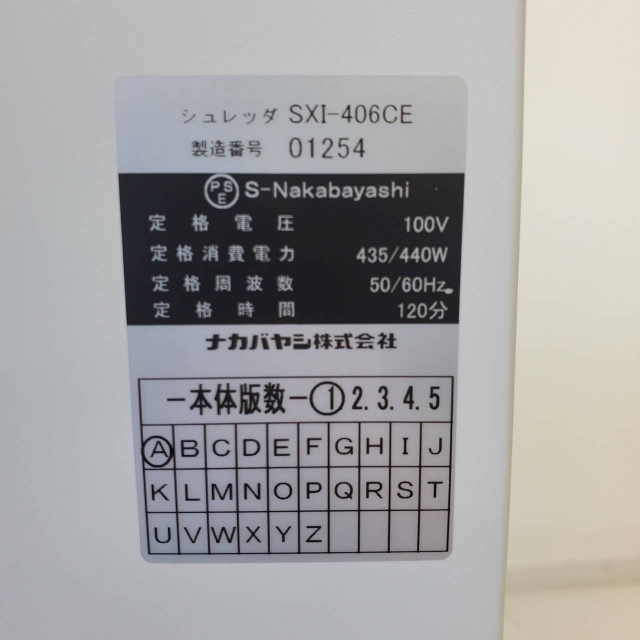 シュレッダ SXI-406CE
製造番号 01254
PSE S-Nakabayashi
定格電圧 100V
定格消費電力 435/440W
定格周波数 50/60Hz
定格時間 120分
ナカバヤシ株式会社
—本体版数—①2.3.4.5
Ⓐ B C D E F G H I J
K L M N O P Q R S T
U V W X Y Z